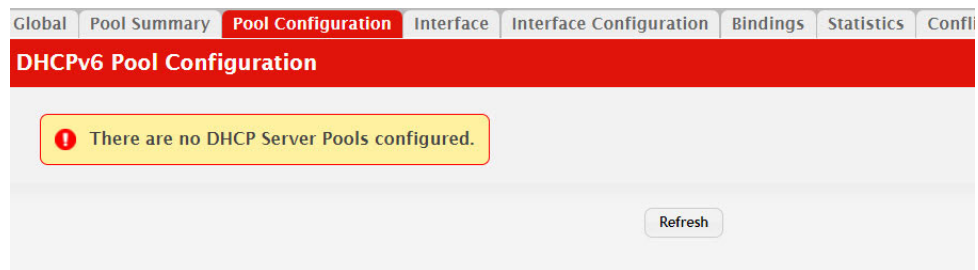 Global Pool Summary Pool Configuration Interface Interface Configuration Bindings Statistics Confli
DHCPv6 Pool Configuration
There are no DHCP Server Pools configured.
Refresh